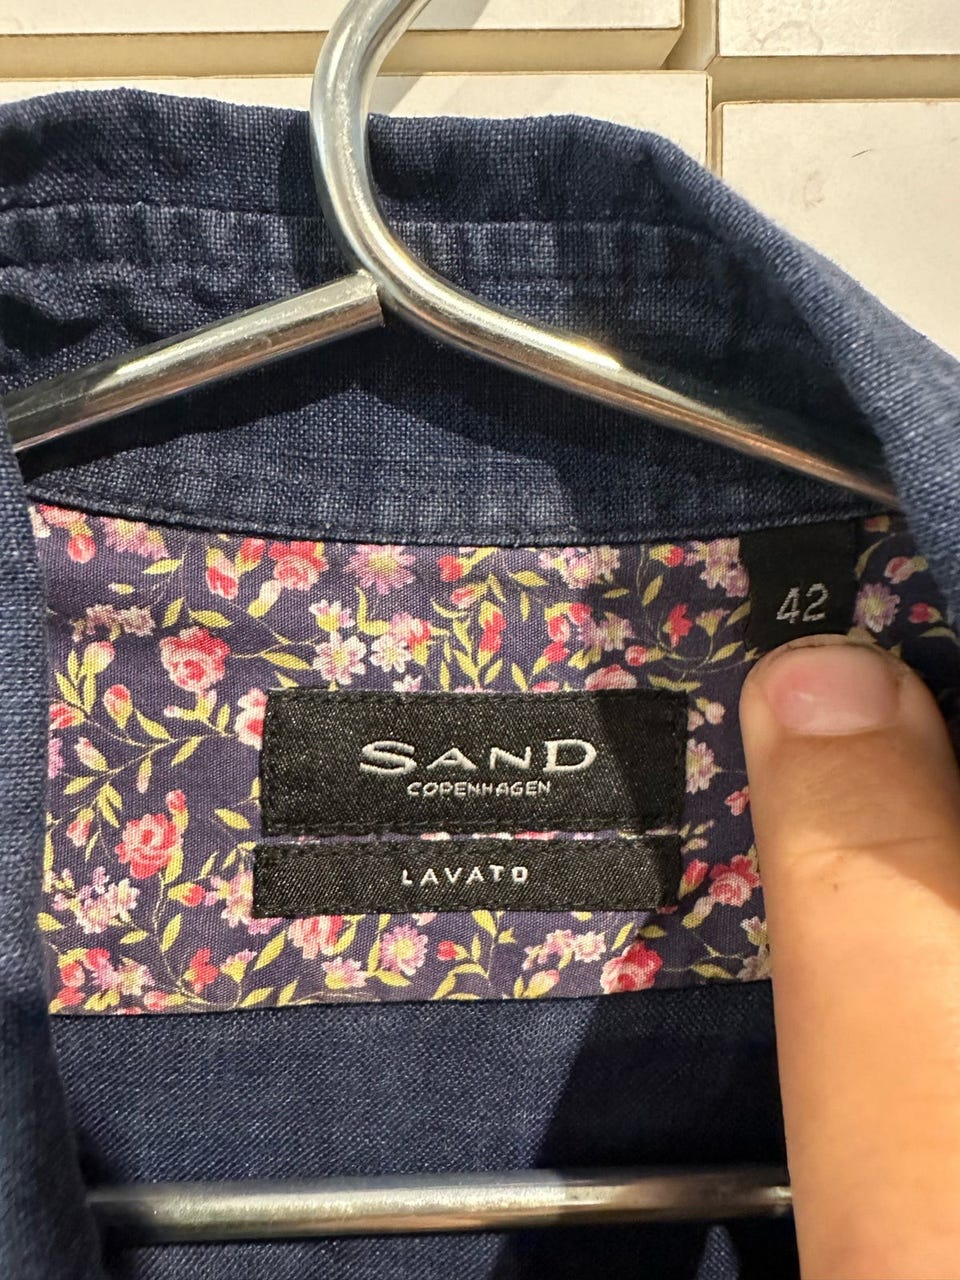 42
SAND
COPENHAGEN
LAVATO